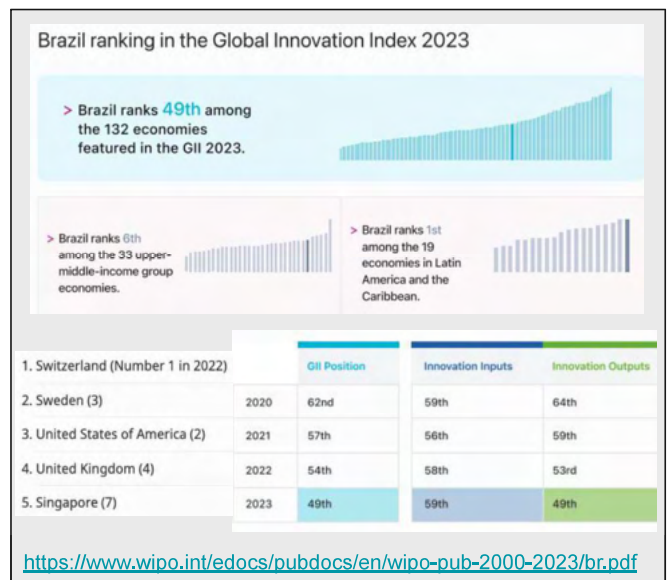 Brazil ranking in the Global Innovation Index 2023
> Brazil ranks 49th among
the 132 economies
featured in the GII 2023.
> Brazil ranks 6th
among the 33 upper-
middle-income group
economies.
> Brazil ranks 1st
among the 19
economies in Latin
America and the
Caribbean.
1. Switzerland (Number 1 in 2022)
2. Sweden (3)
3. United States of America (2)
4. United Kingdom (4)
5. Singapore (7)
GII Position Innovation Inputs Innovation Outputs
2020 62nd 59th 64th
2021 57th 56th 59th
2022 54th 58th 53rd
2023 49th 59th 49th
https://www.wipo.int/edocs/pubdocs/en/wipo-pub-2000-2023/br.pdf